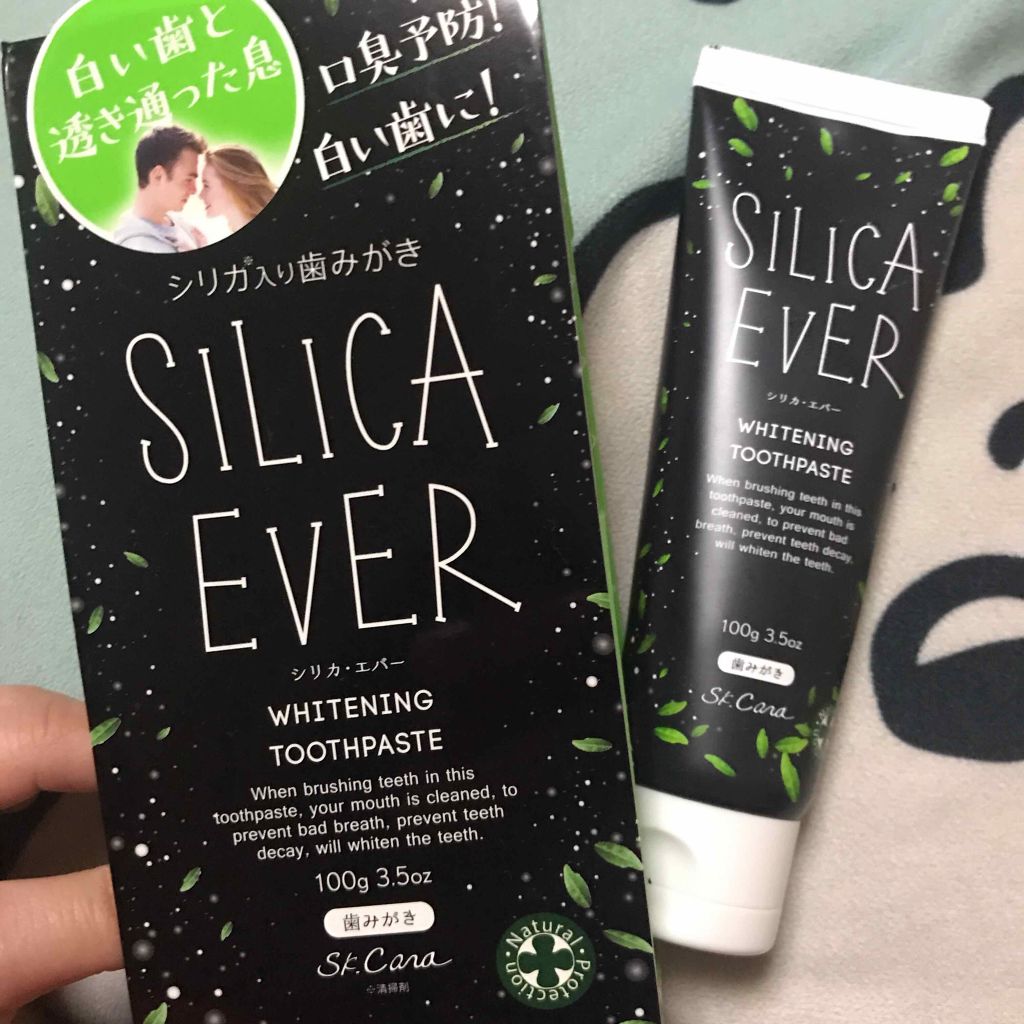 白い歯と
透き通った息
口臭予防!
白い歯に!
シリカ※入り歯みがき
SiLiCA
EVER
シリカ・エバー
WHITENING
TOOTHPASTE
When brushing teeth in this
toothpaste, your mouth is cleaned, to
prevent bad breath, prevent teeth
decay, will whiten the teeth.
100g 3.5oz
歯みがき
St.Cara
※清掃剤
Natural Protection
SiLiCA
EVER
シリカ・エバー
WHITENING
TOOTHPASTE
When brushing teeth in this
toothpaste, your mouth is
cleaned, to prevent bad
breath, prevent teeth decay,
will whiten the teeth.
100g 3.5oz
歯みがき
St.Cara